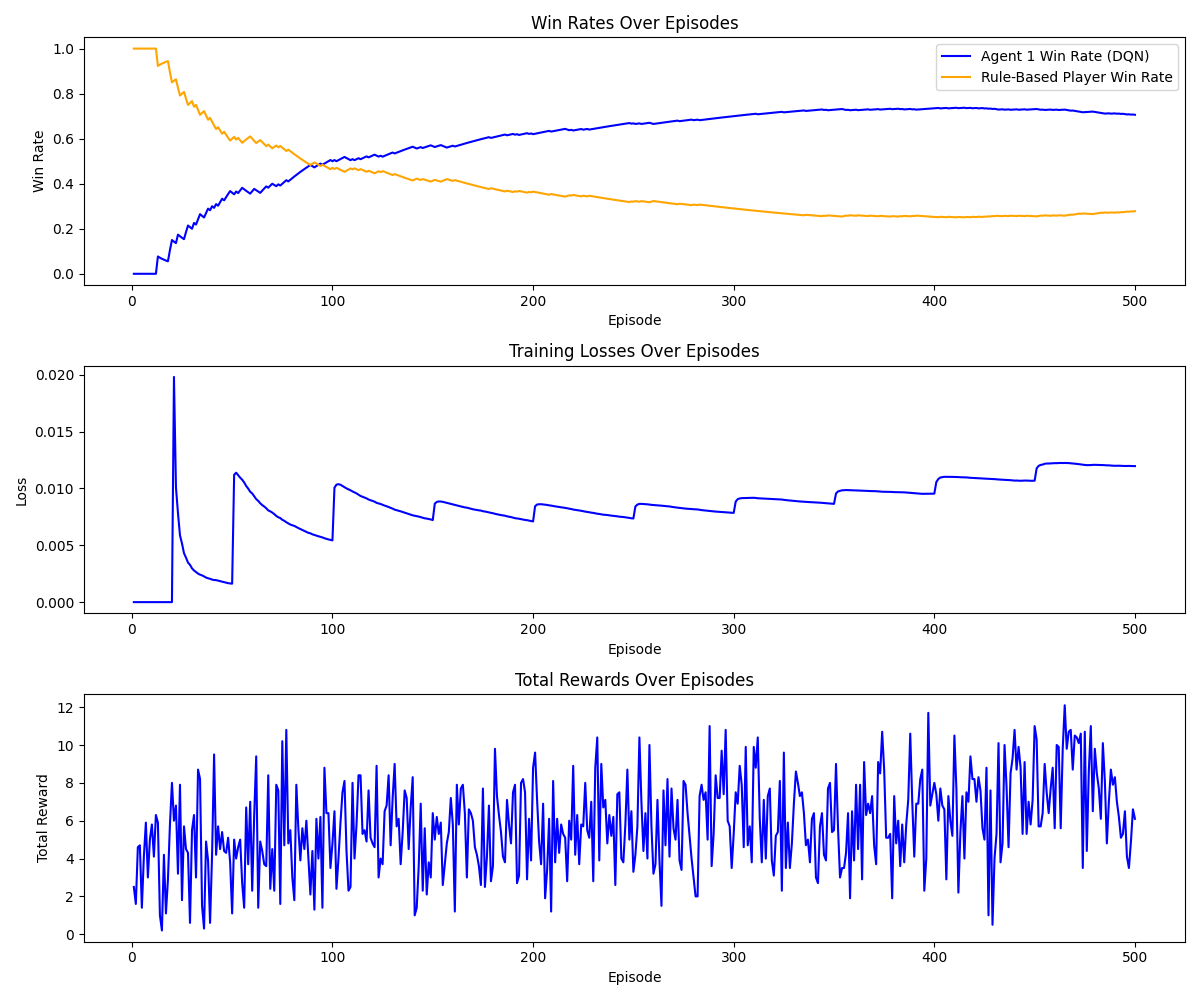 Win Rates Over Episodes
1.0
0.8
0.6
0.4
0.2
0.0
Win Rate
Agent 1 Win Rate (DQN)
Rule-Based Player Win Rate
0 100 200 300 400 500
Episode
Training Losses Over Episodes
0.020
0.015
0.010
0.005
0.000
Loss
0 100 200 300 400 500
Episode
Total Rewards Over Episodes
12
10
8
6
4
2
0
Total Reward
0 100 200 300 400 500
Episode